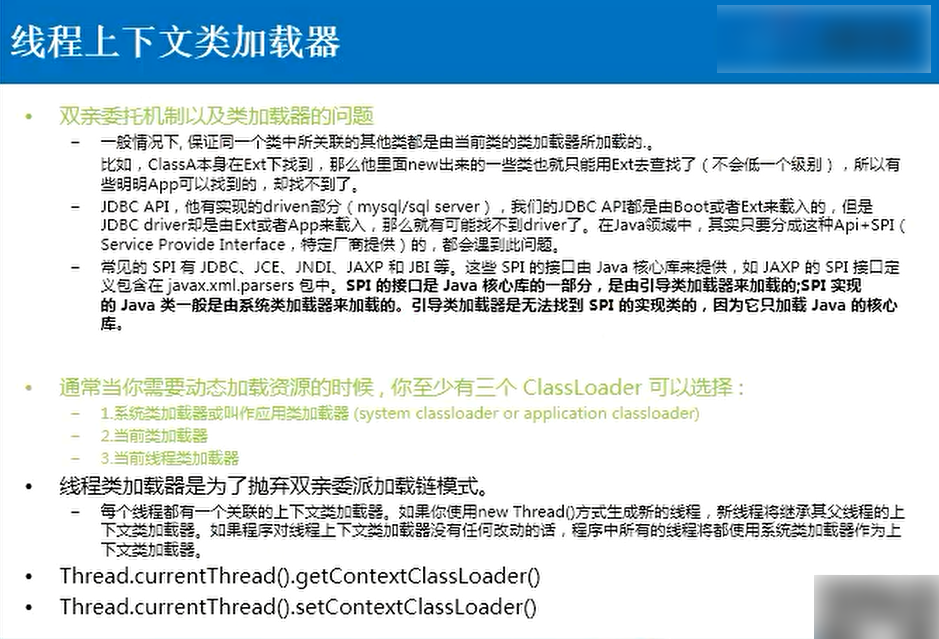 线程上下文类加载器
• 双亲委托机制以及类加载器的问题
– 一般情况下, 保证同一个类中所关联的其他类都是由当前类的类加载器所加载的.。
比如，ClassA本身在Ext下找到，那么他里面new出来的一些类也就只能用Ext去查找了（不会低一个级别），所以有
些明明App可以找到的，却找不到了。
– JDBC API，他有实现的driven部分（mysql/sql server），我们的JDBC API都是由Boot或者Ext来载入的，但是
JDBC driver却是由Ext或者App来载入，那么就有可能找不到driver了。在Java领域中，其实只要分成这种Api+SPI（
Service Provide Interface，特定厂商提供）的，都会遇到此问题。
– 常见的 SPI 有 JDBC、JCE、JNDI、JAXP 和 JBI 等。这些 SPI 的接口由 Java 核心库来提供，如 JAXP 的 SPI 接口定
义包含在 javax.xml.parsers 包中。SPI 的接口是 Java 核心库的一部分，是由引导类加载器来加载的;SPI 实现
的 Java 类一般是由系统类加载器来加载的。引导类加载器是无法找到 SPI 的实现类的，因为它只加载 Java 的核心
库。
• 通常当你需要动态加载资源的时候 , 你至少有三个 ClassLoader 可以选择：
– 1.系统类加载器或叫作应用类加载器 (system classloader or application classloader)
– 2.当前类加载器
– 3.当前线程类加载器
• 线程类加载器是为了抛弃双亲委派加载链模式。
– 每个线程都有一个关联的上下文类加载器。如果你使用new Thread()方式生成新的线程，新线程将继承其父线程的上
下文类加载器。如果程序对线程上下文类加载器没有任何改动的话，程序中所有的线程将都使用系统类加载器作为上
下文类加载器。
• Thread.currentThread().getContextClassLoader()
• Thread.currentThread().setContextClassLoader()